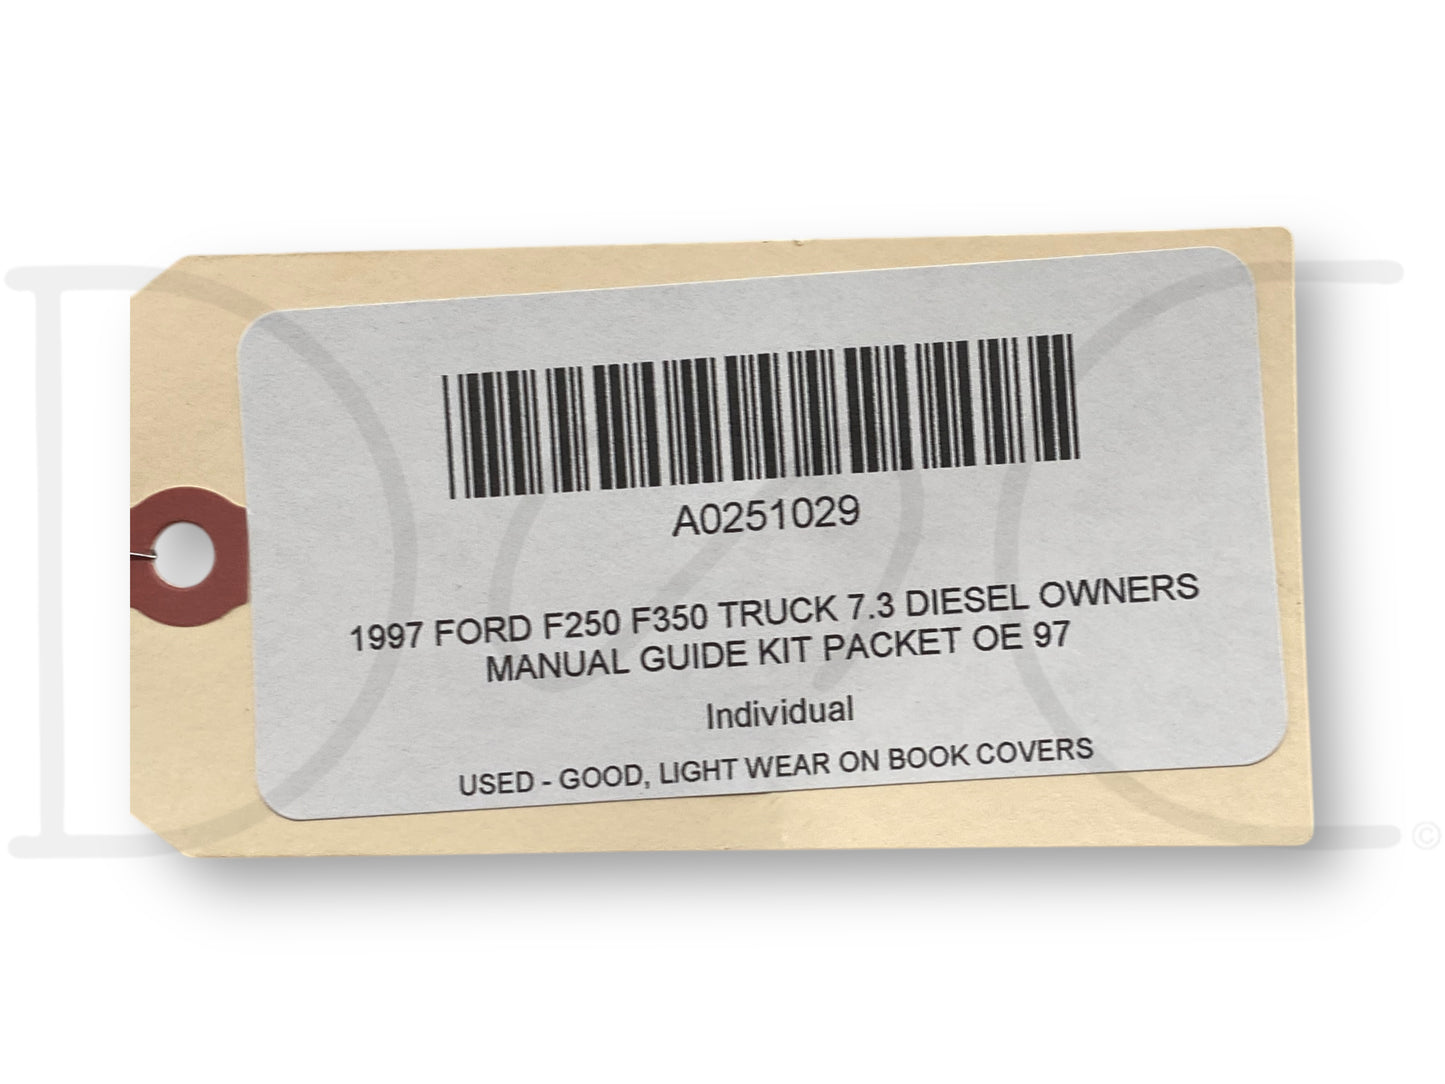 A0251029
1997 FORD F250 F350 TRUCK 7.3 DIESEL OWNERS
MANUAL GUIDE KIT PACKET OE 97
Individual
USED - GOOD, LIGHT WEAR ON BOOK COVERS
©